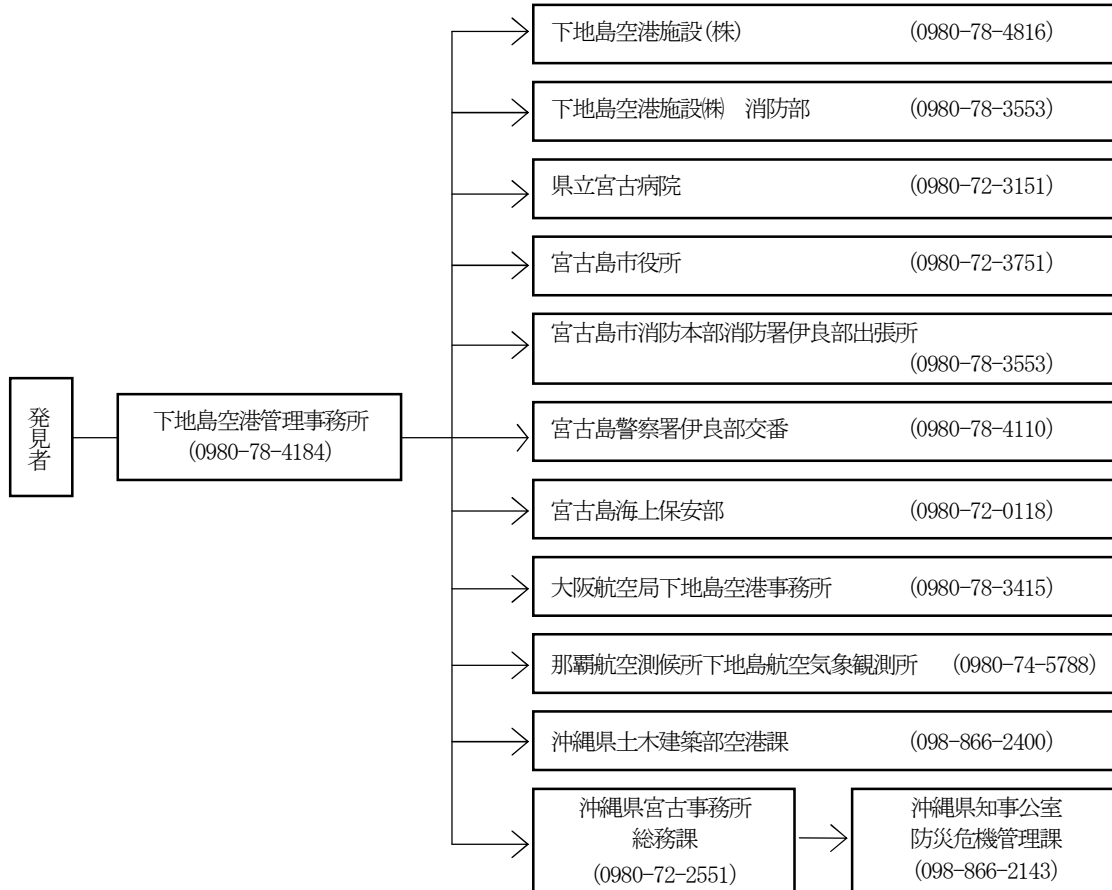 下地島空港施設(株) (0980-78-4816)
下地島空港施設㈱ 消防部 (0980-78-3553)
県立宮古病院 (0980-72-3151)
宮古島市役所 (0980-72-3751)
宮古島市消防本部消防署伊良部出張所
(0980-78-3553)
発見者
下地島空港管理事務所
(0980-78-4184)
宮古島警察署伊良部交番 (0980-78-4110)
宮古島海上保安部 (0980-72-0118)
大阪航空局下地島空港事務所 (0980-78-3415)
那覇航空測候所下地島航空気象観測所 (0980-74-5788)
沖縄県土木建築部空港課 (098-866-2400)
沖縄県宮古事務所
総務課
(0980-72-2551)
沖縄県知事公室
防災危機管理課
(098-866-2143)